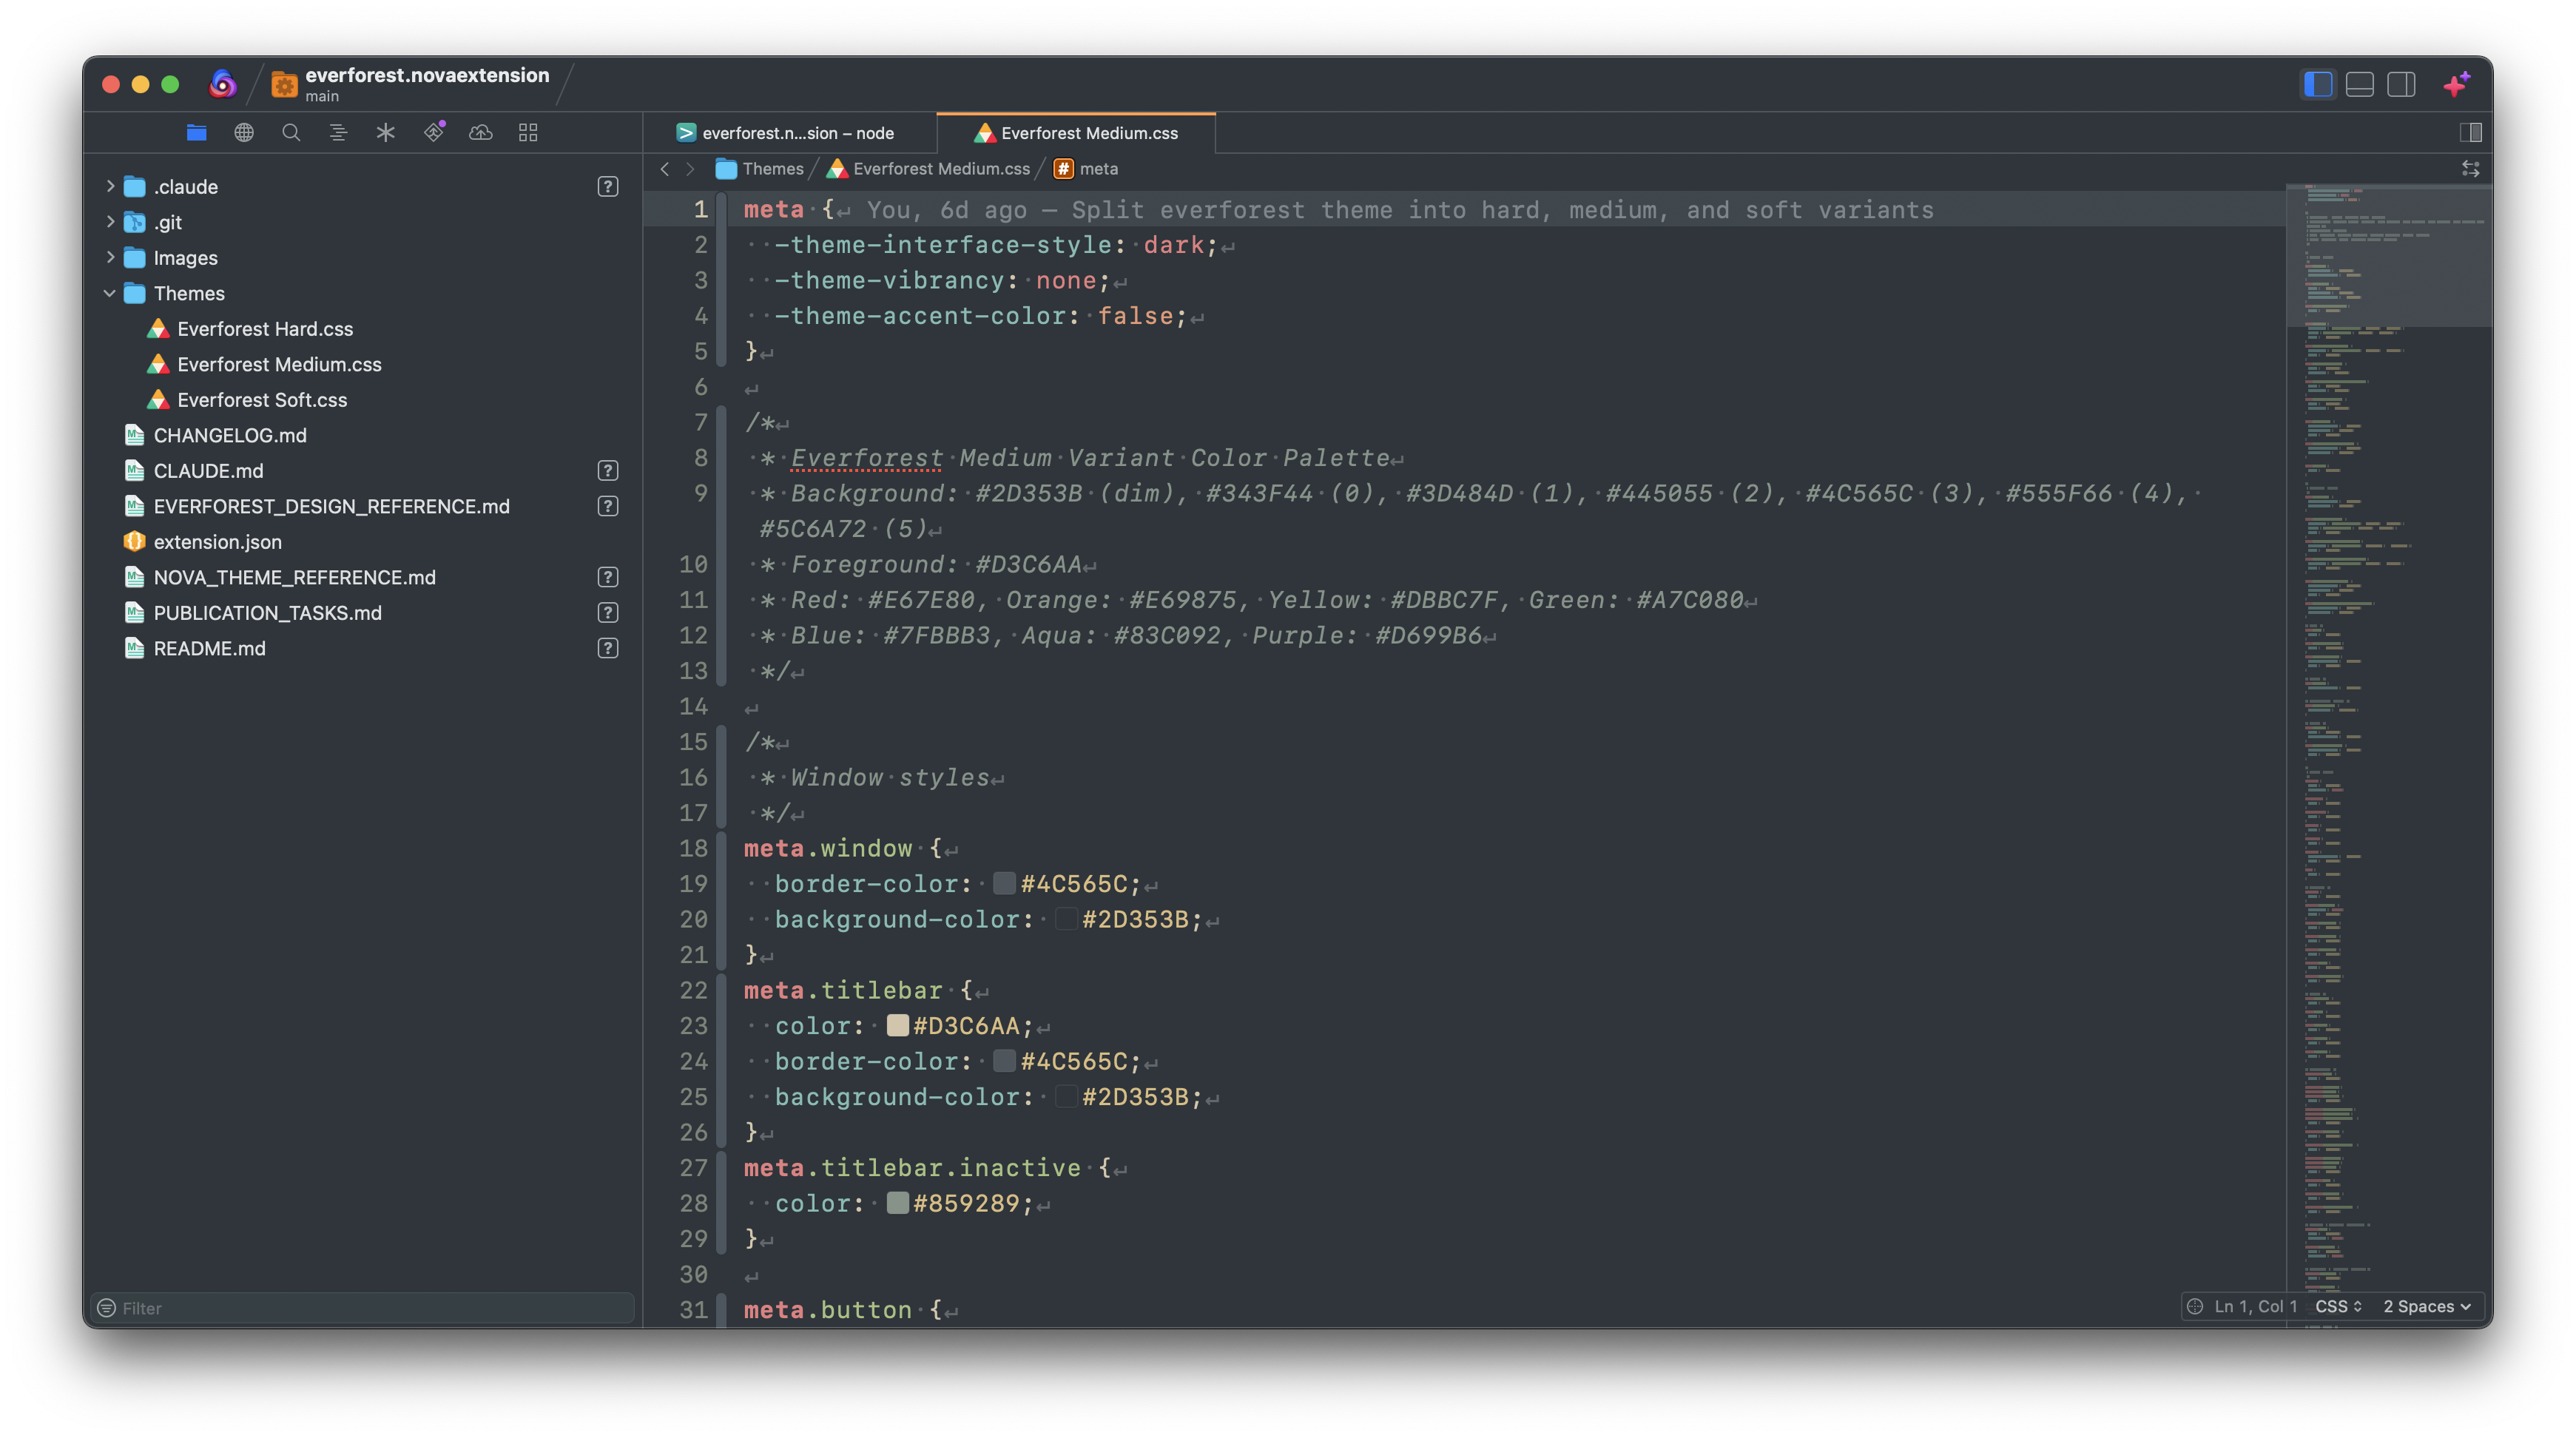 everforest.novaextension
main
everforest.n...sion – node
Everforest Medium.css
Themes
Everforest Medium.css
# meta
.claude ?
.git
Images
Themes
Everforest Hard.css
Everforest Medium.css
Everforest Soft.css
CHANGELOG.md
CLAUDE.md ?
EVERFOREST_DESIGN_REFERENCE.md ?
extension.json
NOVA_THEME_REFERENCE.md ?
PUBLICATION_TASKS.md ?
README.md ?
Filter
1 meta {↵ You, 6d ago — Split everforest theme into hard, medium, and soft variants
2 ··-theme-interface-style:·dark;↵
3 ··-theme-vibrancy:·none;↵
4 ··-theme-accent-color:·false;↵
5 }↵
6 ↵
7 /*↵
8 ·*·Everforest·Medium·Variant·Color·Palette↵
9 ·*·Background:·#2D353B·(dim),·#343F44·(0),·#3D484D·(1),·#445055·(2),·#4C565C·(3),·#555F66·(4),·
#5C6A72·(5)↵
10 ·*·Foreground:·#D3C6AA↵
11 ·*·Red:·#E67E80,·Orange:·#E69875,·Yellow:·#DBBC7F,·Green:·#A7C080↵
12 ·*·Blue:·#7FBBB3,·Aqua:·#83C092,·Purple:·#D699B6↵
13 ·*/↵
14 ↵
15 /*↵
16 ·*·Window·styles↵
17 ·*/↵
18 meta.window·{↵
19 ··border-color:·#4C565C;↵
20 ··background-color:·#2D353B;↵
21 }↵
22 meta.titlebar·{↵
23 ··color:·#D3C6AA;↵
24 ··border-color:·#4C565C;↵
25 ··background-color:·#2D353B;↵
26 }↵
27 meta.titlebar.inactive·{↵
28 ··color:·#859289;↵
29 }↵
30 ↵
31 meta.button·{↵
Ln 1, Col 1 CSS 2 Spaces